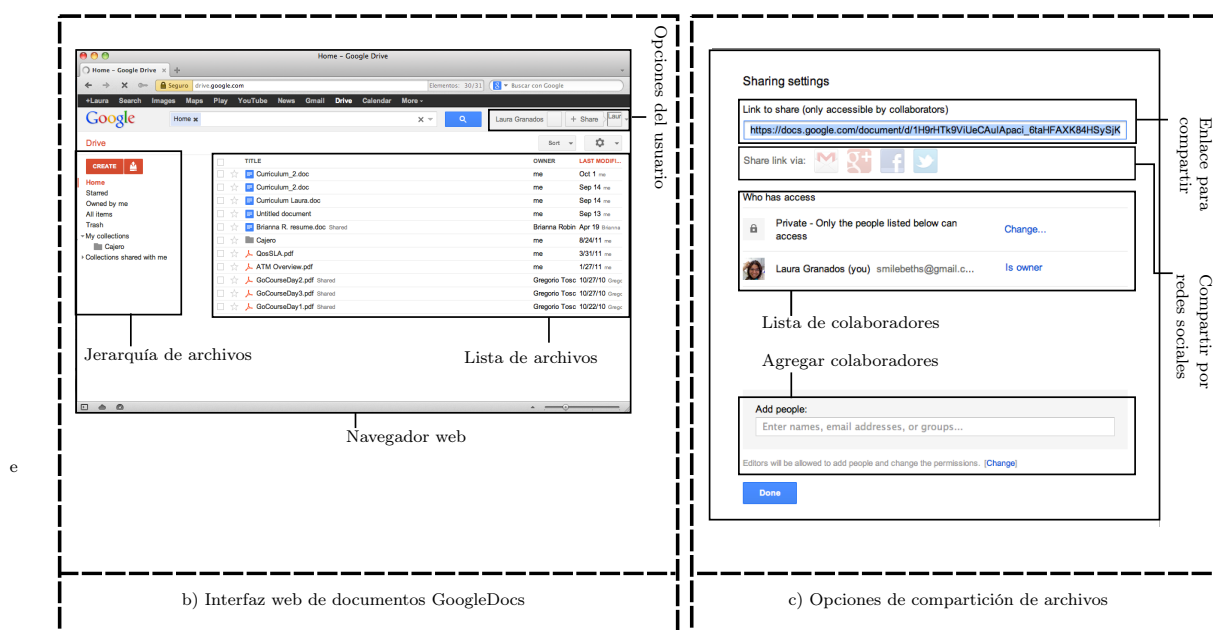 e
Home – Google Drive
Home – Google Drive
Seguro drive.google.com
Elementos: 30/31
Buscar con Google
+Laura Search Images Maps Play YouTube News Gmail Drive Calendar More
Google
Home x
Laura Granados
+ Share
Laur
Drive
Sort
CREATE
Home
Starred
Owned by me
All items
Trash
My collections
Cajero
Collections shared with me
TITLE OWNER LAST MODIFI...
Curriculum_2.doc me Oct 1 me
Curriculum_2.doc me Sep 14 me
Curriculum Laura.doc me Sep 14 me
Untitled document me Sep 13 me
Brianna R. resume.doc Shared Brianna Robin Apr 19 Brianna
Cajero me 8/24/11 me
QosSLA.pdf me 3/31/11 me
ATM Overview.pdf me 1/27/11 me
GoCourseDay2.pdf Shared Gregorio Tosc 10/27/10 Grego
GoCourseDay3.pdf Shared Gregorio Tosc 10/27/10 Grego
GoCourseDay1.pdf Shared Gregorio Tosc 10/22/10 Grego
Opciones del usuario
Jerarquía de archivos
Lista de archivos
Navegador web
b) Interfaz web de documentos GoogleDocs
Sharing settings
Link to share (only accessible by collaborators)
https://docs.google.com/document/d/1H9rHTk9ViUeCAulApaci_6taHFAXK84HSySjK
Share link via:
Who has access
Private - Only the people listed below can
access
Change...
Laura Granados (you) smilebeths@gmail.c...
Is owner
Lista de colaboradores
Agregar colaboradores
Add people:
Enter names, email addresses, or groups...
Editors will be allowed to add people and change the permissions. [Change]
Done
Enlace para
compartir
Compartir por
redes sociales
c) Opciones de compartición de archivos